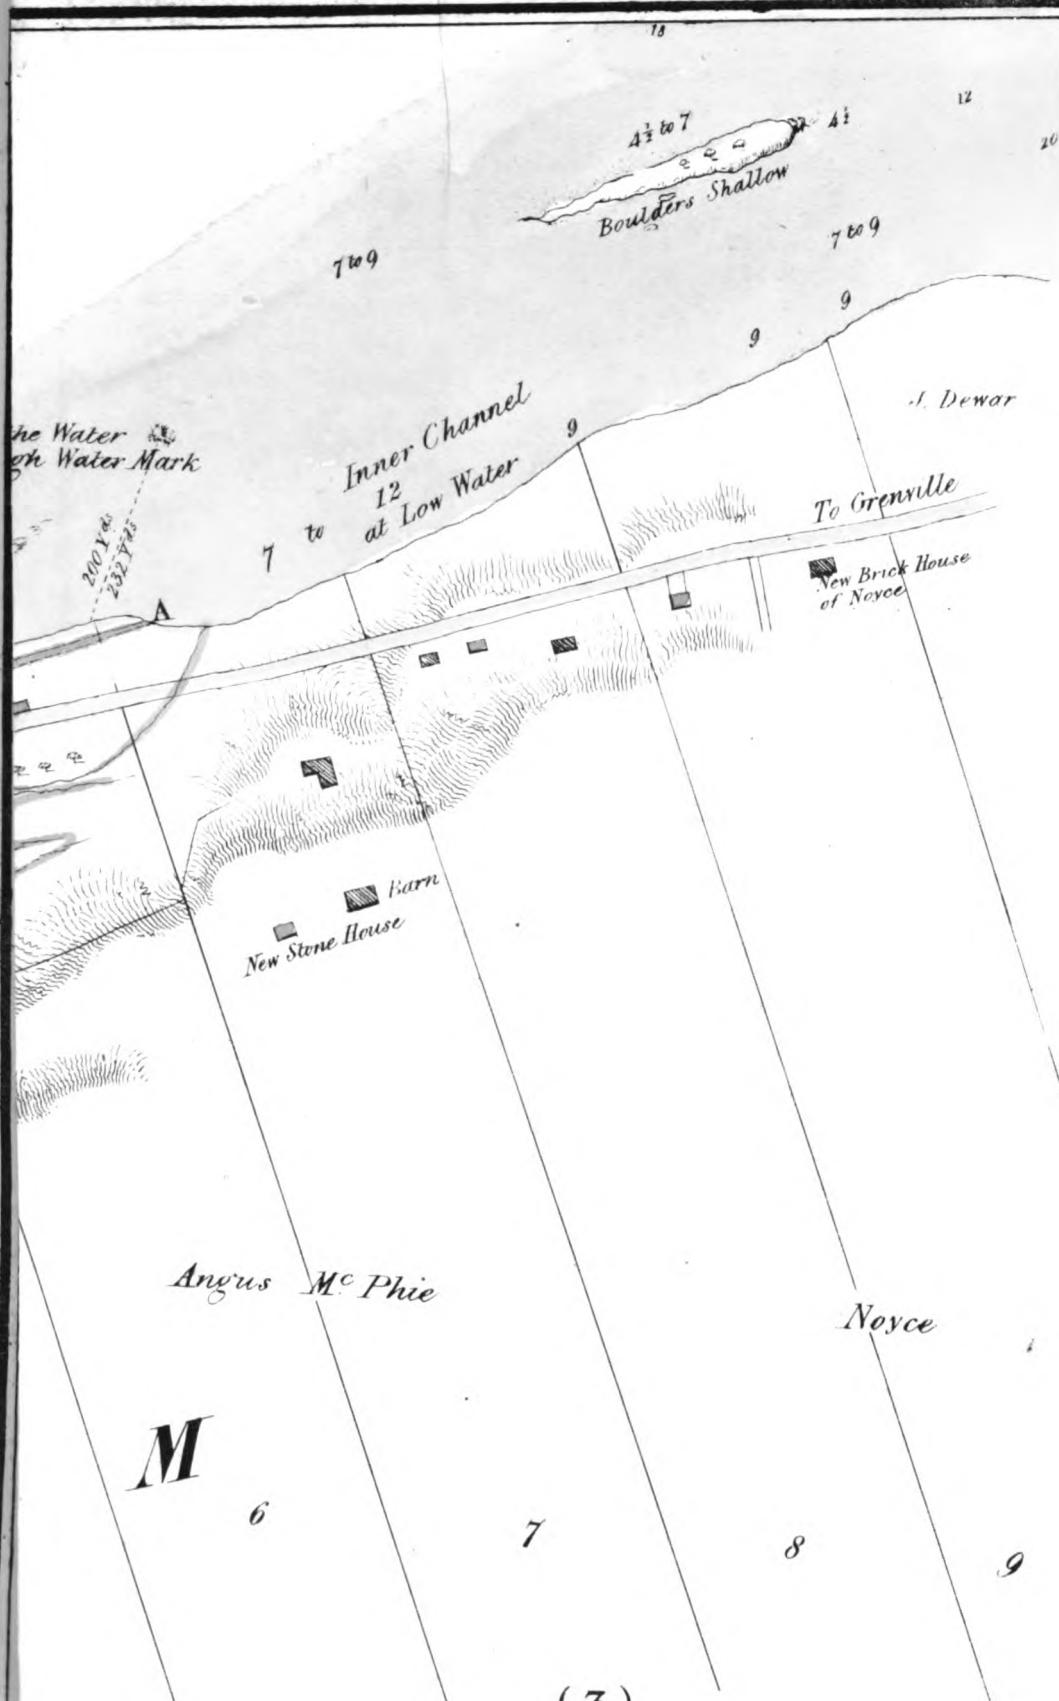 18
12
4½ to 7
4½
20
Boulders Shallow
7 to 9
7 to 9
9
9
J. Dewar
he Water
gh Water Mark
Inner Channel
9
12
7 to
at Low Water
200 Yds
232 Yds
To Grenville
New Brick House
of Noyce
A
Barn
New Stone House
Angus Mc Phie
Noyce
M
6
7
8
9
(7)